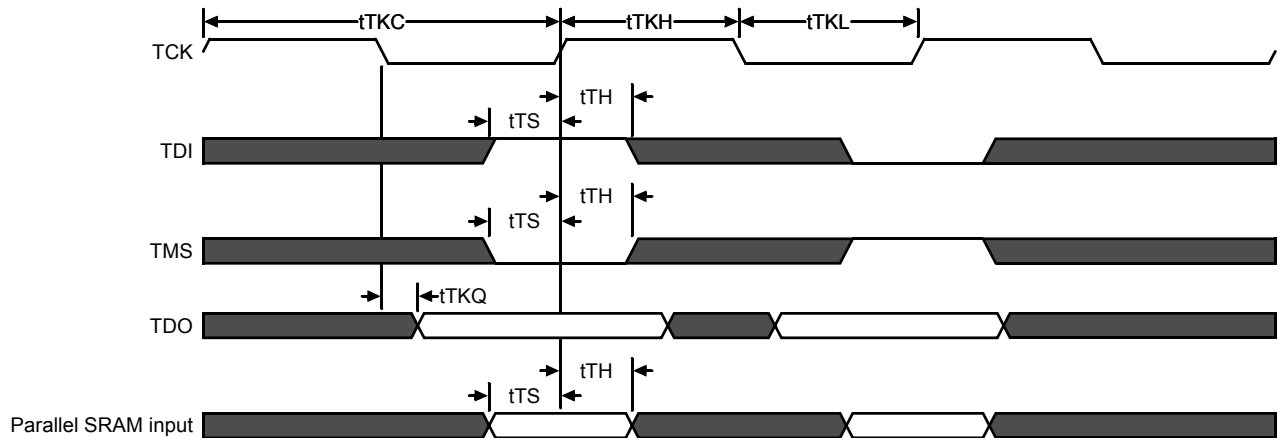 tTKC
tTKH
tTKL
TCK
tTH
tTS
TDI
tTH
tTS
TMS
tTKQ
TDO
tTH
tTS
Parallel SRAM input